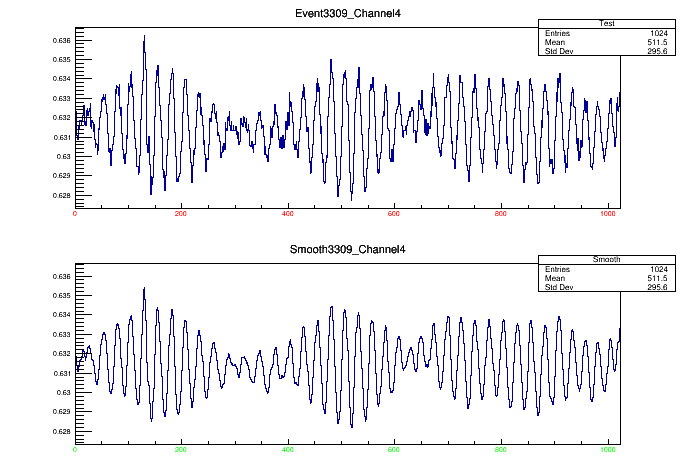 Event3309_Channel4
Test
Entries 1024
Mean 511.5
Std Dev 295.6
0.636
0.635
0.634
0.633
0.632
0.631
0.63
0.629
0.628
0 200 400 600 800 1000
Smooth3309_Channel4
Smooth
Entries 1024
Mean 511.5
Std Dev 295.6
0.636
0.635
0.634
0.633
0.632
0.631
0.63
0.629
0.628
0 200 400 600 800 1000